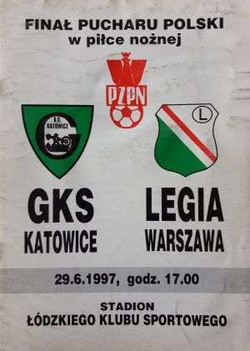 FINAŁ PUCHARU POLSKI
w piłce nożnej
PZPN
K.S.
KATOWICE
G
L
GKS
KATOWICE
LEGIA
WARSZAWA
29.6.1997, godz. 17.00
STADION
ŁÓDZKIEGO KLUBU SPORTOWEGO